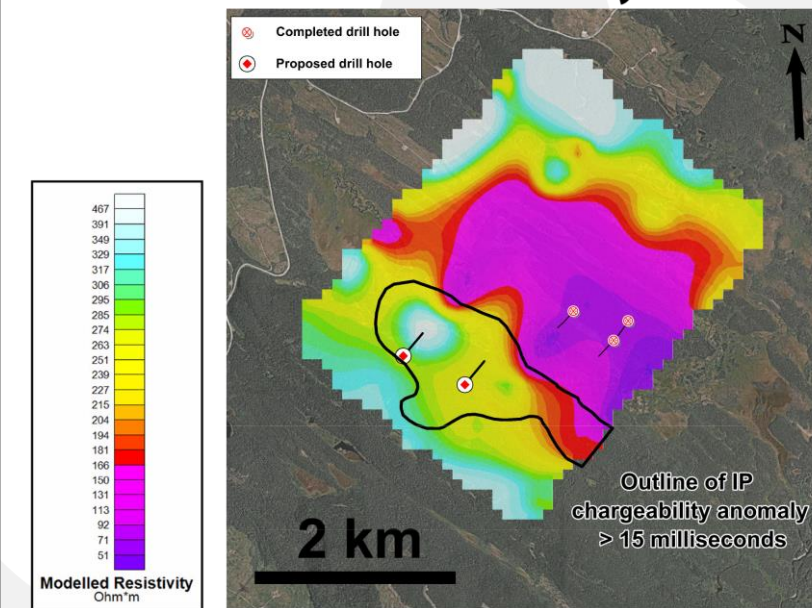 Completed drill hole
Proposed drill hole
N
467
391
349
329
317
306
295
285
274
263
251
239
227
215
204
194
181
166
150
131
113
92
71
51
Modelled Resistivity
Ohm*m
2 km
Outline of IP
chargeability anomaly
> 15 milliseconds